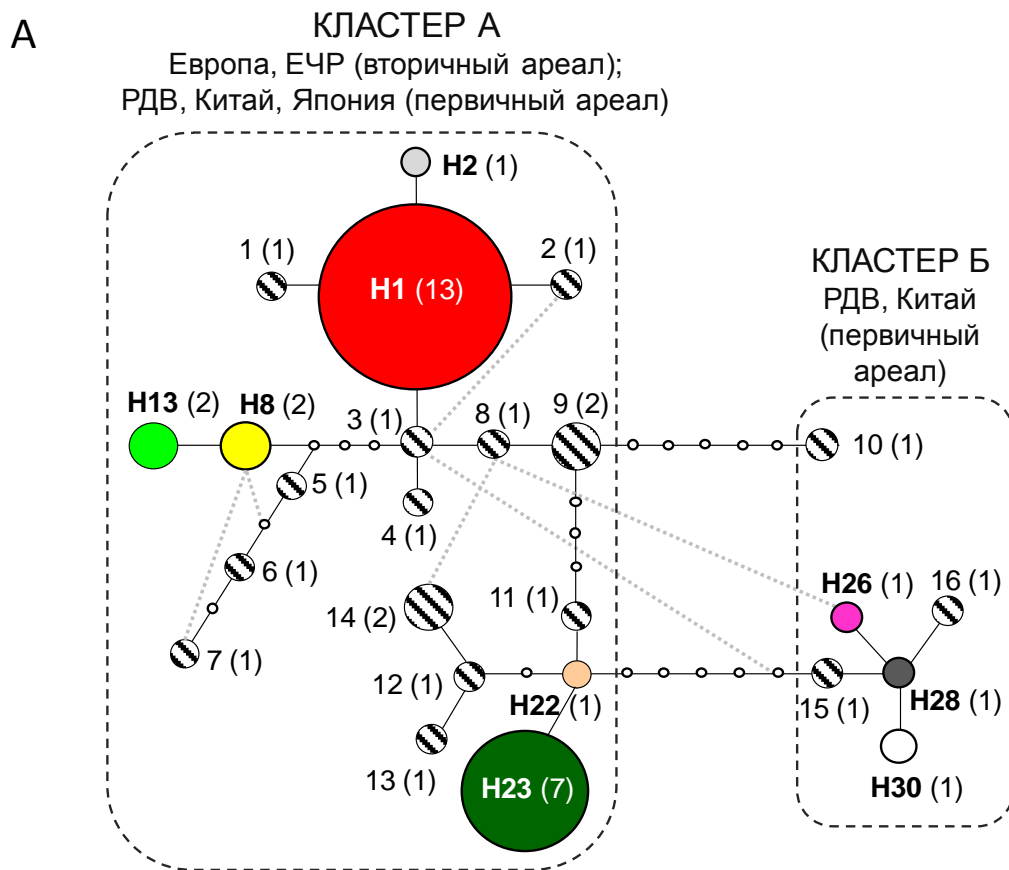 А
КЛАСТЕР А
Европа, ЕЧР (вторичный ареал);
РДВ, Китай, Япония (первичный ареал)
H2 (1)
1 (1)
2 (1)
H1 (13)
КЛАСТЕР Б
РДВ, Китай
(первичный
ареал)
H13 (2)
H8 (2)
3 (1)
8 (1)
9 (2)
10 (1)
5 (1)
4 (1)
6 (1)
7 (1)
14 (2)
11 (1)
H26 (1)
16 (1)
12 (1)
H22 (1)
15 (1)
H28 (1)
13 (1)
H23 (7)
H30 (1)